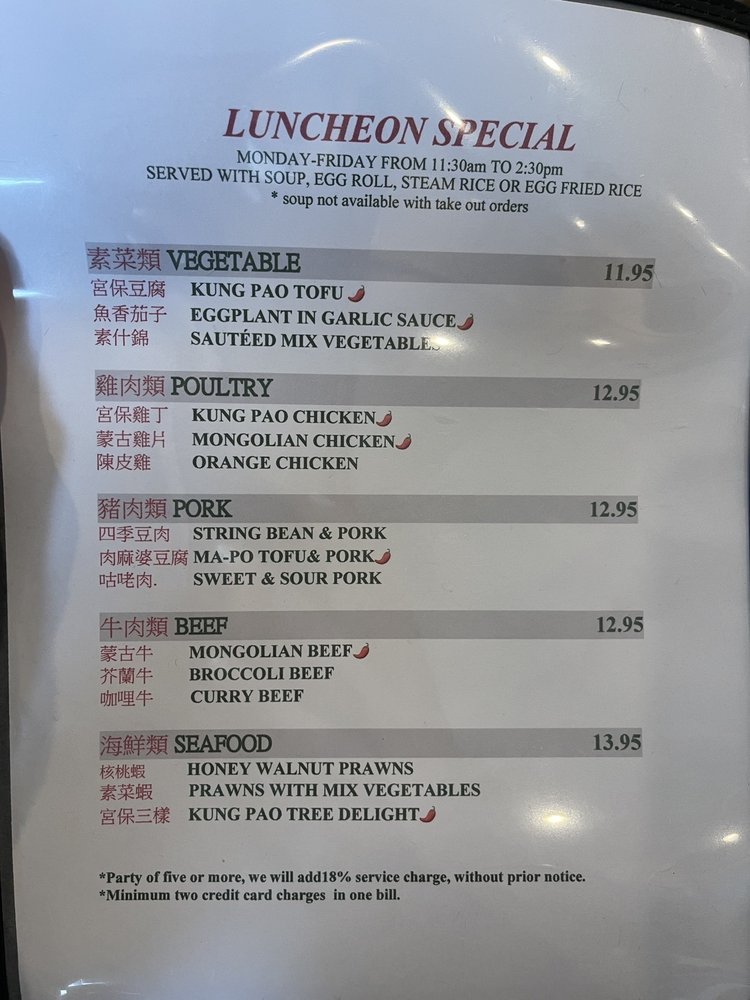 LUNCHEON SPECIAL
MONDAY-FRIDAY FROM 11:30am TO 2:30pm
SERVED WITH SOUP, EGG ROLL, STEAM RICE OR EGG FRIED RICE
* soup not available with take out orders
素菜類 VEGETABLE 11.95
宮保豆腐 KUNG PAO TOFU
魚香茄子 EGGPLANT IN GARLIC SAUCE
素什錦 SAUTÉED MIX VEGETABLES
雞肉類 POULTRY 12.95
宮保雞丁 KUNG PAO CHICKEN
蒙古雞片 MONGOLIAN CHICKEN
陳皮雞 ORANGE CHICKEN
豬肉類 PORK 12.95
四季豆肉 STRING BEAN & PORK
肉麻婆豆腐 MA-PO TOFU& PORK
咕咾肉. SWEET & SOUR PORK
牛肉類 BEEF 12.95
蒙古牛 MONGOLIAN BEEF
芥蘭牛 BROCCOLI BEEF
咖哩牛 CURRY BEEF
海鮮類 SEAFOOD 13.95
核桃蝦 HONEY WALNUT PRAWNS
素菜蝦 PRAWNS WITH MIX VEGETABLES
宮保三樣 KUNG PAO TREE DELIGHT
*Party of five or more, we will add18% service charge, without prior notice.
*Minimum two credit card charges in one bill.